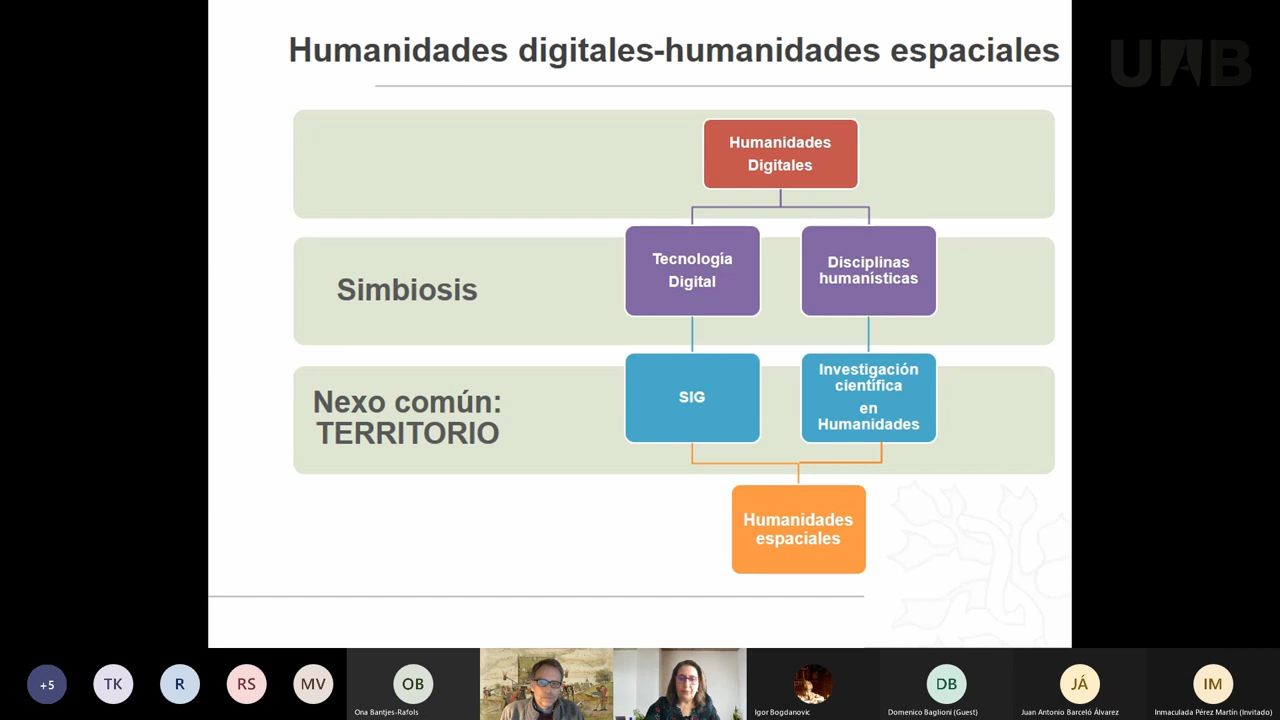 Humanidades digitales-humanidades espaciales
UAB
Humanidades
Digitales
Simbiosis
Tecnología
Digital
Disciplinas
humanísticas
Nexo común:
TERRITORIO
SIG
Investigación
científica
en
Humanidades
Humanidades
espaciales
+5
TK
R
RS
MV
OB
Ona Bantjes-Rafols
Igor Bogdanovic
DB
Domenico Baglioni (Guest)
JÁ
Juan Antonio Barceló Álvarez
IM
Inmaculada Pérez Martín (Invitado)